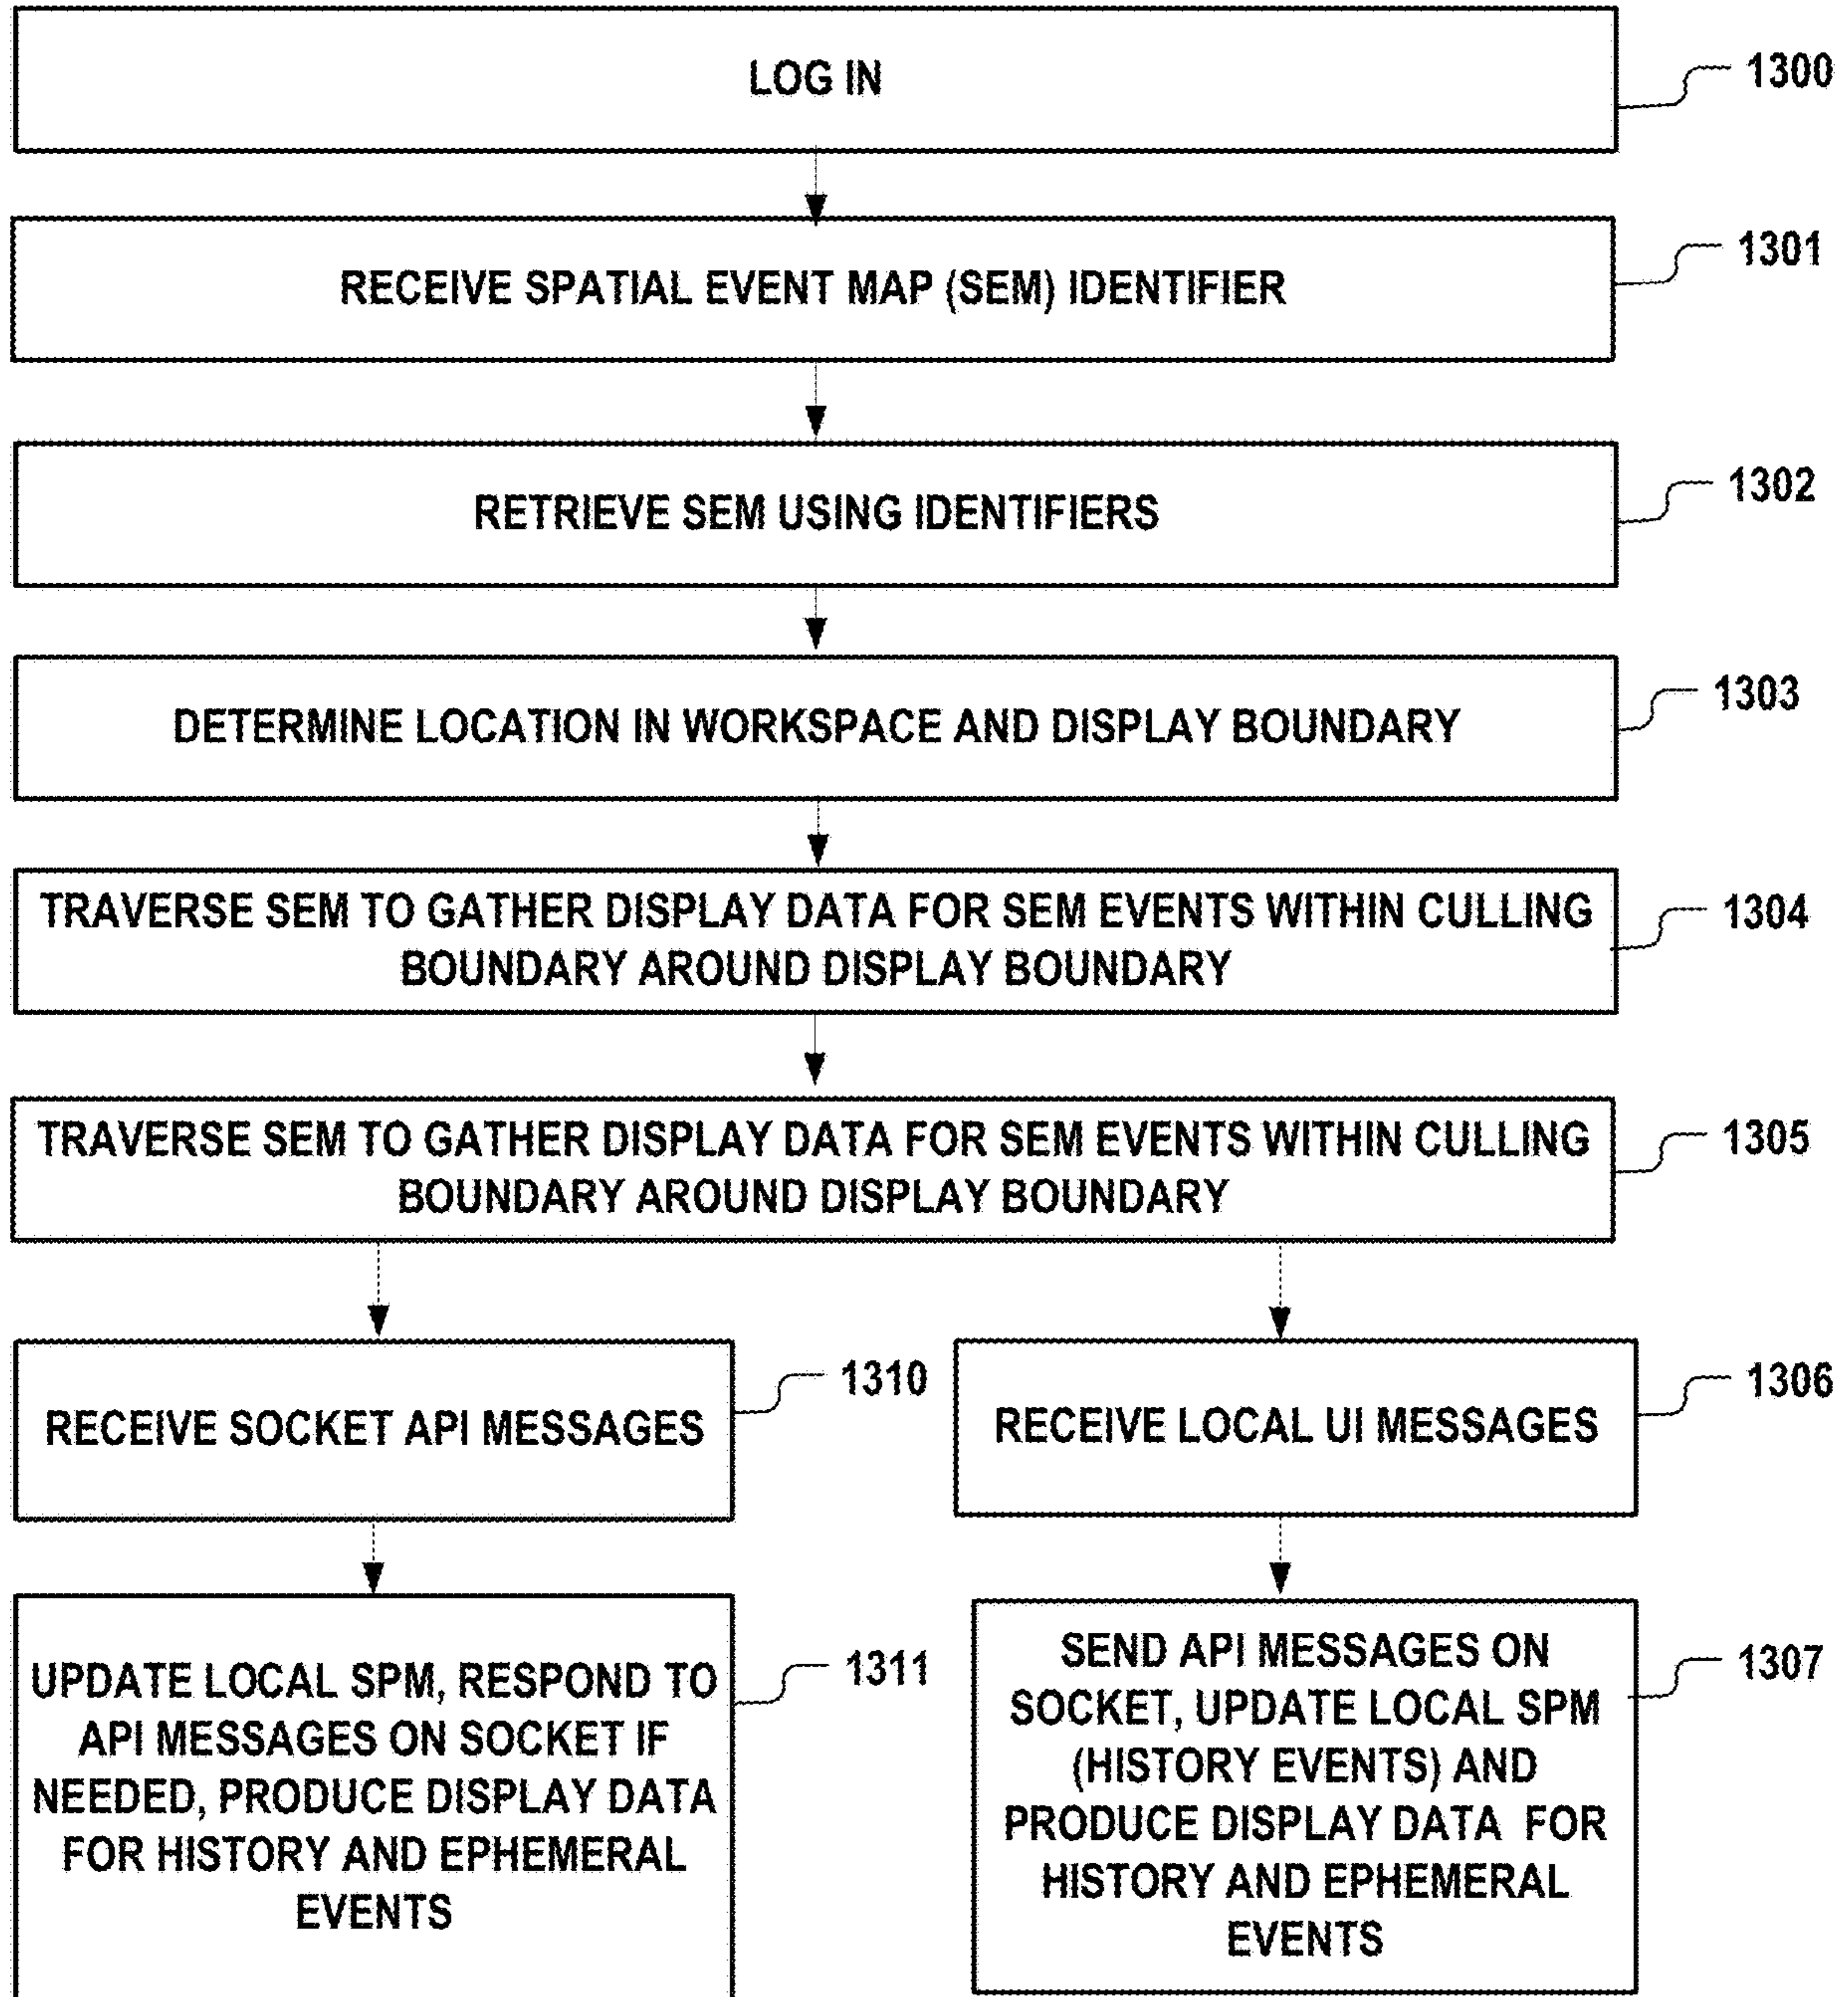 LOG IN
1300
RECEIVE SPATIAL EVENT MAP (SEM) IDENTIFIER
1301
RETRIEVE SEM USING IDENTIFIERS
1302
DETERMINE LOCATION IN WORKSPACE AND DISPLAY BOUNDARY
1303
TRAVERSE SEM TO GATHER DISPLAY DATA FOR SEM EVENTS WITHIN CULLING
BOUNDARY AROUND DISPLAY BOUNDARY
1304
TRAVERSE SEM TO GATHER DISPLAY DATA FOR SEM EVENTS WITHIN CULLING
BOUNDARY AROUND DISPLAY BOUNDARY
1305
RECEIVE SOCKET API MESSAGES
1310
RECEIVE LOCAL UI MESSAGES
1306
UPDATE LOCAL SPM, RESPOND TO
API MESSAGES ON SOCKET IF
NEEDED, PRODUCE DISPLAY DATA
FOR HISTORY AND EPHEMERAL
EVENTS
1311
SEND API MESSAGES ON
SOCKET, UPDATE LOCAL SPM
(HISTORY EVENTS) AND
PRODUCE DISPLAY DATA FOR
HISTORY AND EPHEMERAL
EVENTS
1307